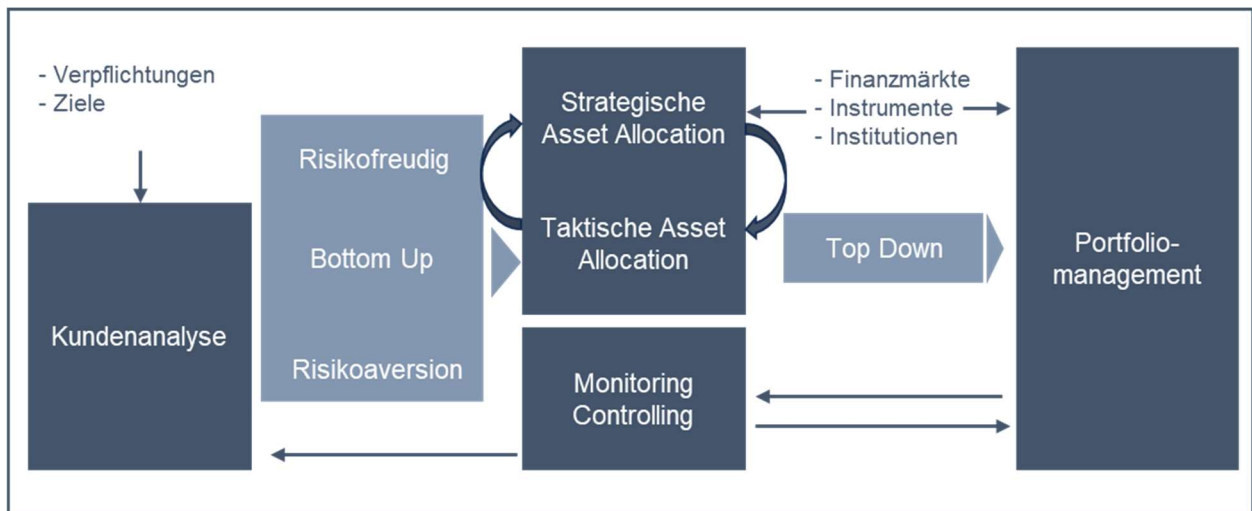 - Verpflichtungen
- Ziele
Kundenanalyse
Risikofreudig
Bottom Up
Risikoaversion
Strategische
Asset Allocation
Taktische Asset
Allocation
Monitoring
Controlling
- Finanzmärkte
- Instrumente
- Institutionen
Top Down
Portfolio-
management